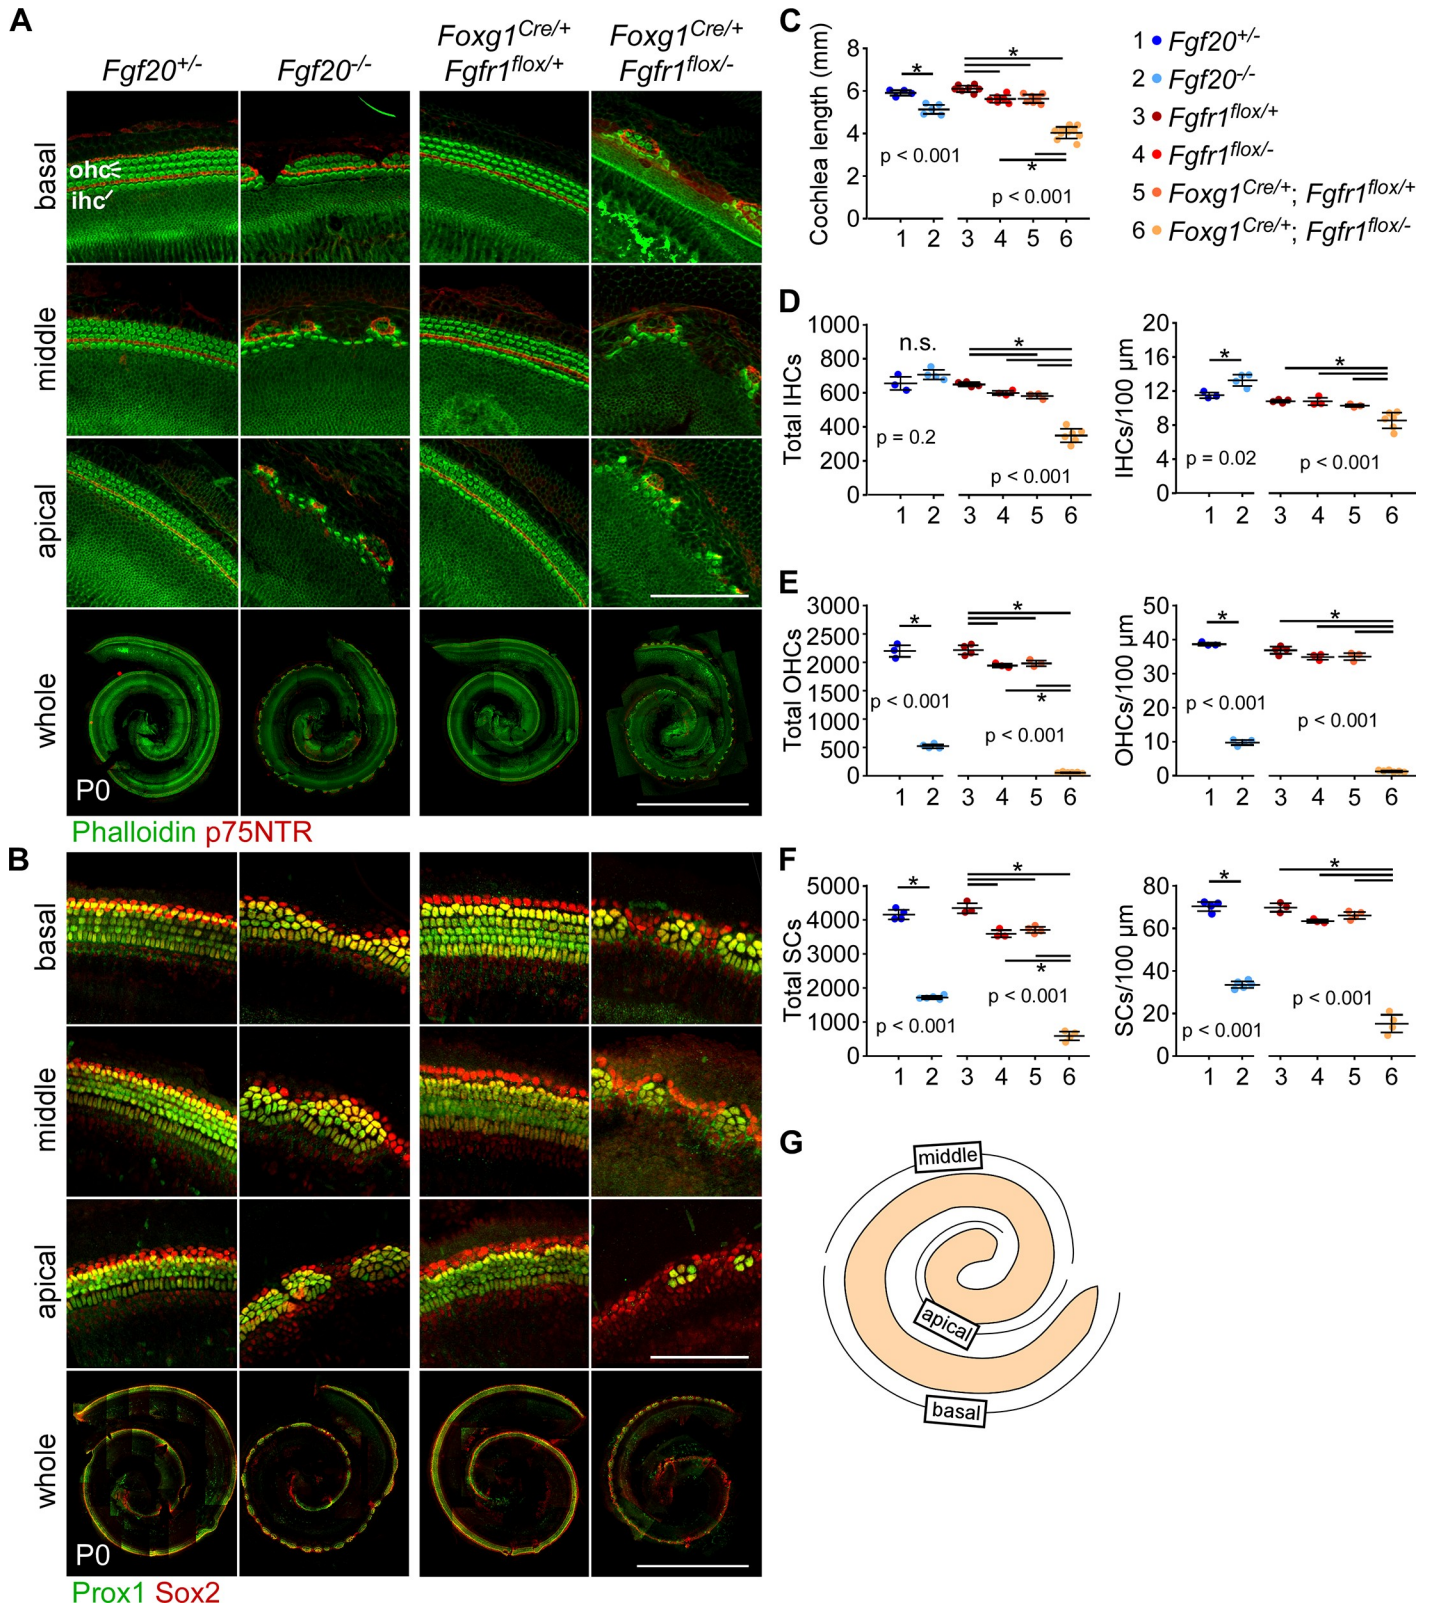 A
Fgf20+/-
Fgf20-/-
Foxg1Cre/+
Fgfr1flox/+
Foxg1Cre/+
Fgfr1flox/-
basal
ohc
ihc
middle
apical
whole
P0
Phalloidin p75NTR
B
basal
middle
apical
whole
P0
Prox1 Sox2
C
Cochlea length (mm)
8
6
4
2
0
*
*
*
p < 0.001
p < 0.001
1 2 3 4 5 6
1 Fgf20+/-
2 Fgf20-/-
3 Fgfr1flox/+
4 Fgfr1flox/-
5 Foxg1Cre/+; Fgfr1flox/+
6 Foxg1Cre/+; Fgfr1flox/-
D
Total IHCs
1000
800
600
400
200
0
n.s.
*
p = 0.2
p < 0.001
1 2 3 4 5 6
IHCs/100 µm
20
16
12
8
4
0
*
*
p = 0.02
p < 0.001
1 2 3 4 5 6
E
Total OHCs
3000
2500
2000
1500
1000
500
0
*
*
*
p < 0.001
p < 0.001
1 2 3 4 5 6
OHCs/100 µm
50
40
30
20
10
0
*
*
p < 0.001
p < 0.001
1 2 3 4 5 6
F
Total SCs
5000
4000
3000
2000
1000
0
*
*
*
p < 0.001
p < 0.001
1 2 3 4 5 6
SCs/100 µm
80
60
40
20
0
*
*
p < 0.001
p < 0.001
1 2 3 4 5 6
G
middle
apical
basal